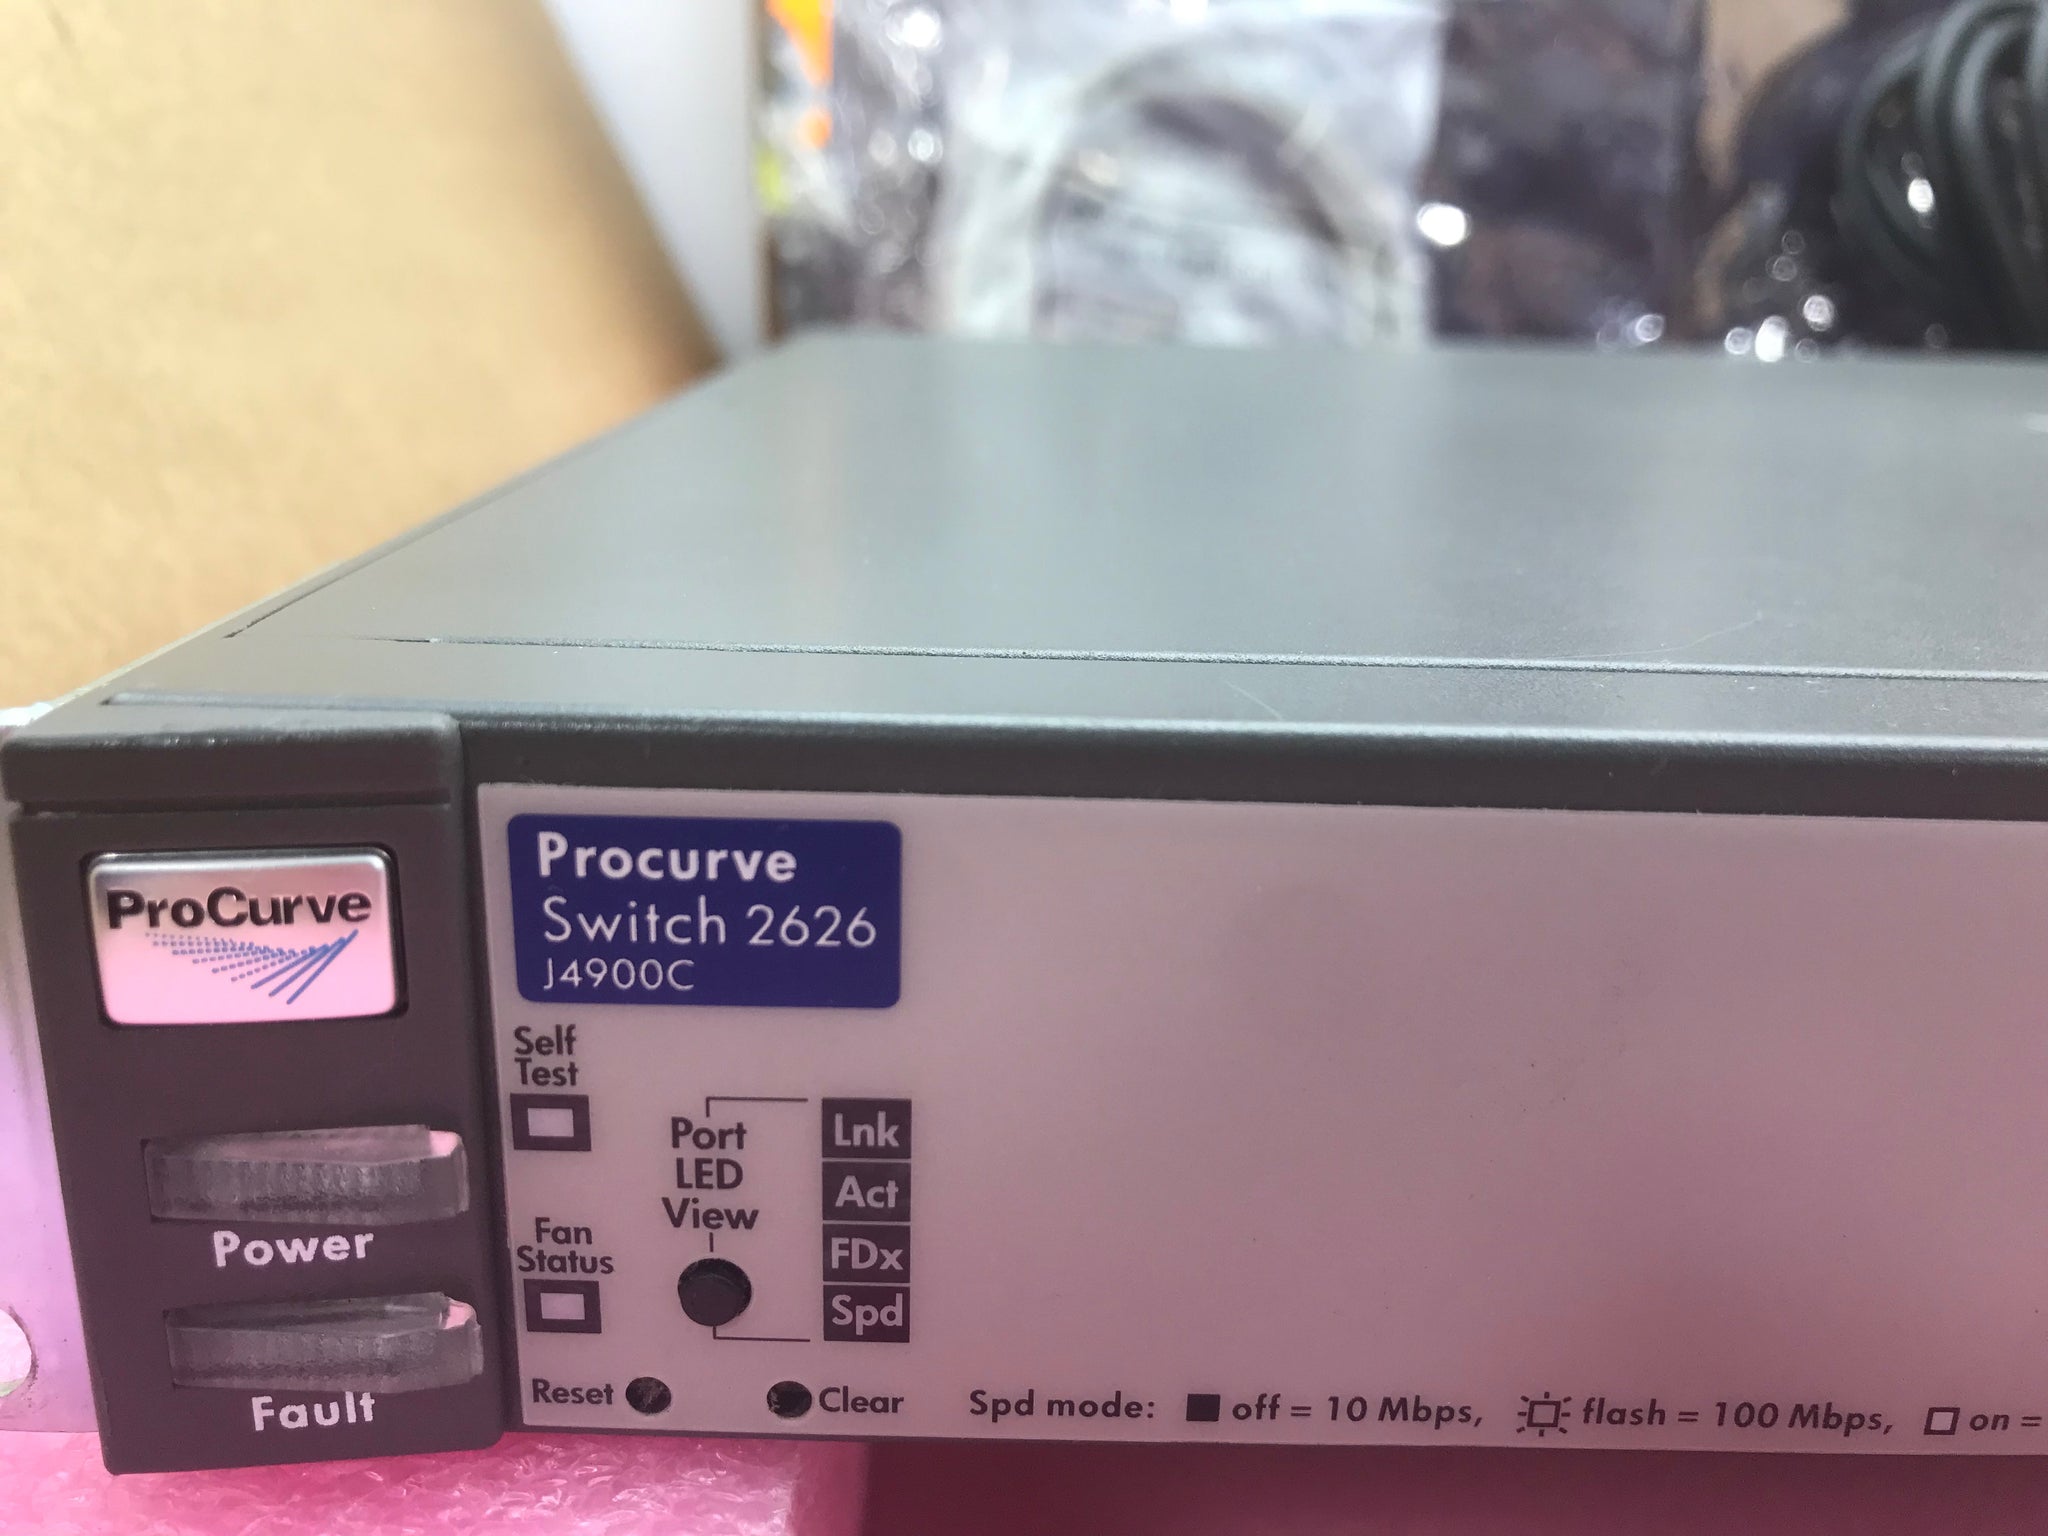 ProCurve
Power
Fault
Procurve
Switch 2626
J4900C
Self
Test
Fan
Status
Port
LED
View
Lnk
Act
FDx
Spd
Reset
Clear
Spd mode: off = 10 Mbps, flash = 100 Mbps, on =